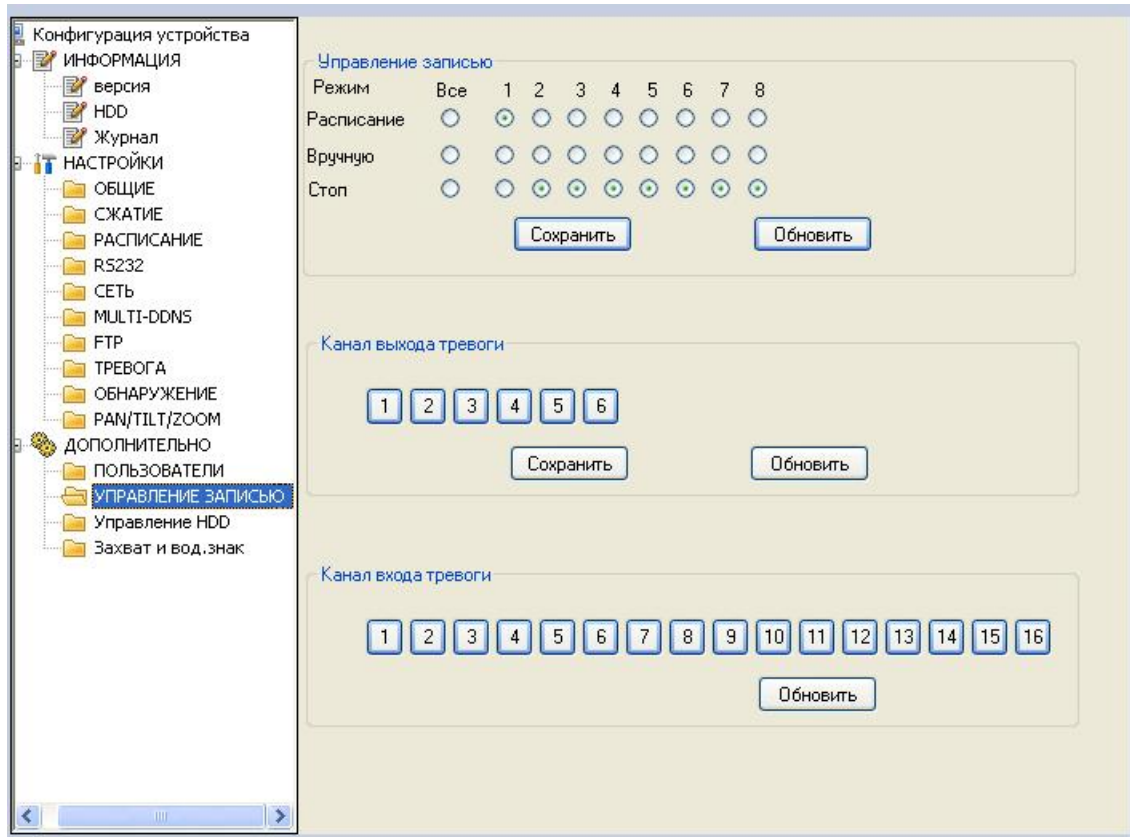 Конфигурация устройства
ИНФОРМАЦИЯ
версия
HDD
Журнал
НАСТРОЙКИ
ОБЩИЕ
СЖАТИЕ
РАСПИСАНИЕ
RS232
СЕТЬ
MULTI-DDNS
FTP
ТРЕВОГА
ОБНАРУЖЕНИЕ
PAN/TILT/ZOOM
ДОПОЛНИТЕЛЬНО
ПОЛЬЗОВАТЕЛИ
УПРАВЛЕНИЕ ЗАПИСЬЮ
Управление HDD
Захват и вод.знак
Управление записью
Режим Все 1 2 3 4 5 6 7 8
Расписание
Вручную
Стоп
Сохранить Обновить
Канал выхода тревоги
1 2 3 4 5 6
Сохранить Обновить
Канал входа тревоги
1 2 3 4 5 6 7 8 9 10 11 12 13 14 15 16
Обновить